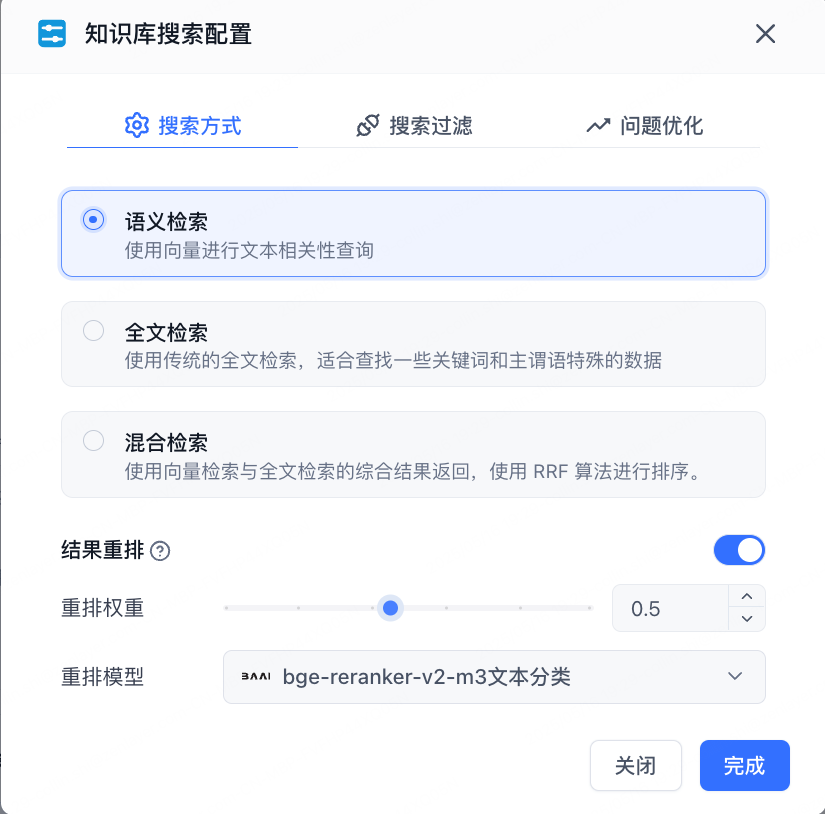 知识库搜索配置
搜索方式
搜索过滤
问题优化
语义检索
使用向量进行文本相关性查询
全文检索
使用传统的全文检索，适合查找一些关键词和主谓语特殊的数据
混合检索
使用向量检索与全文检索的综合结果返回，使用 RRF 算法进行排序。
结果重排
重排权重
0.5
重排模型
BAAI bge-reranker-v2-m3文本分类
关闭
完成